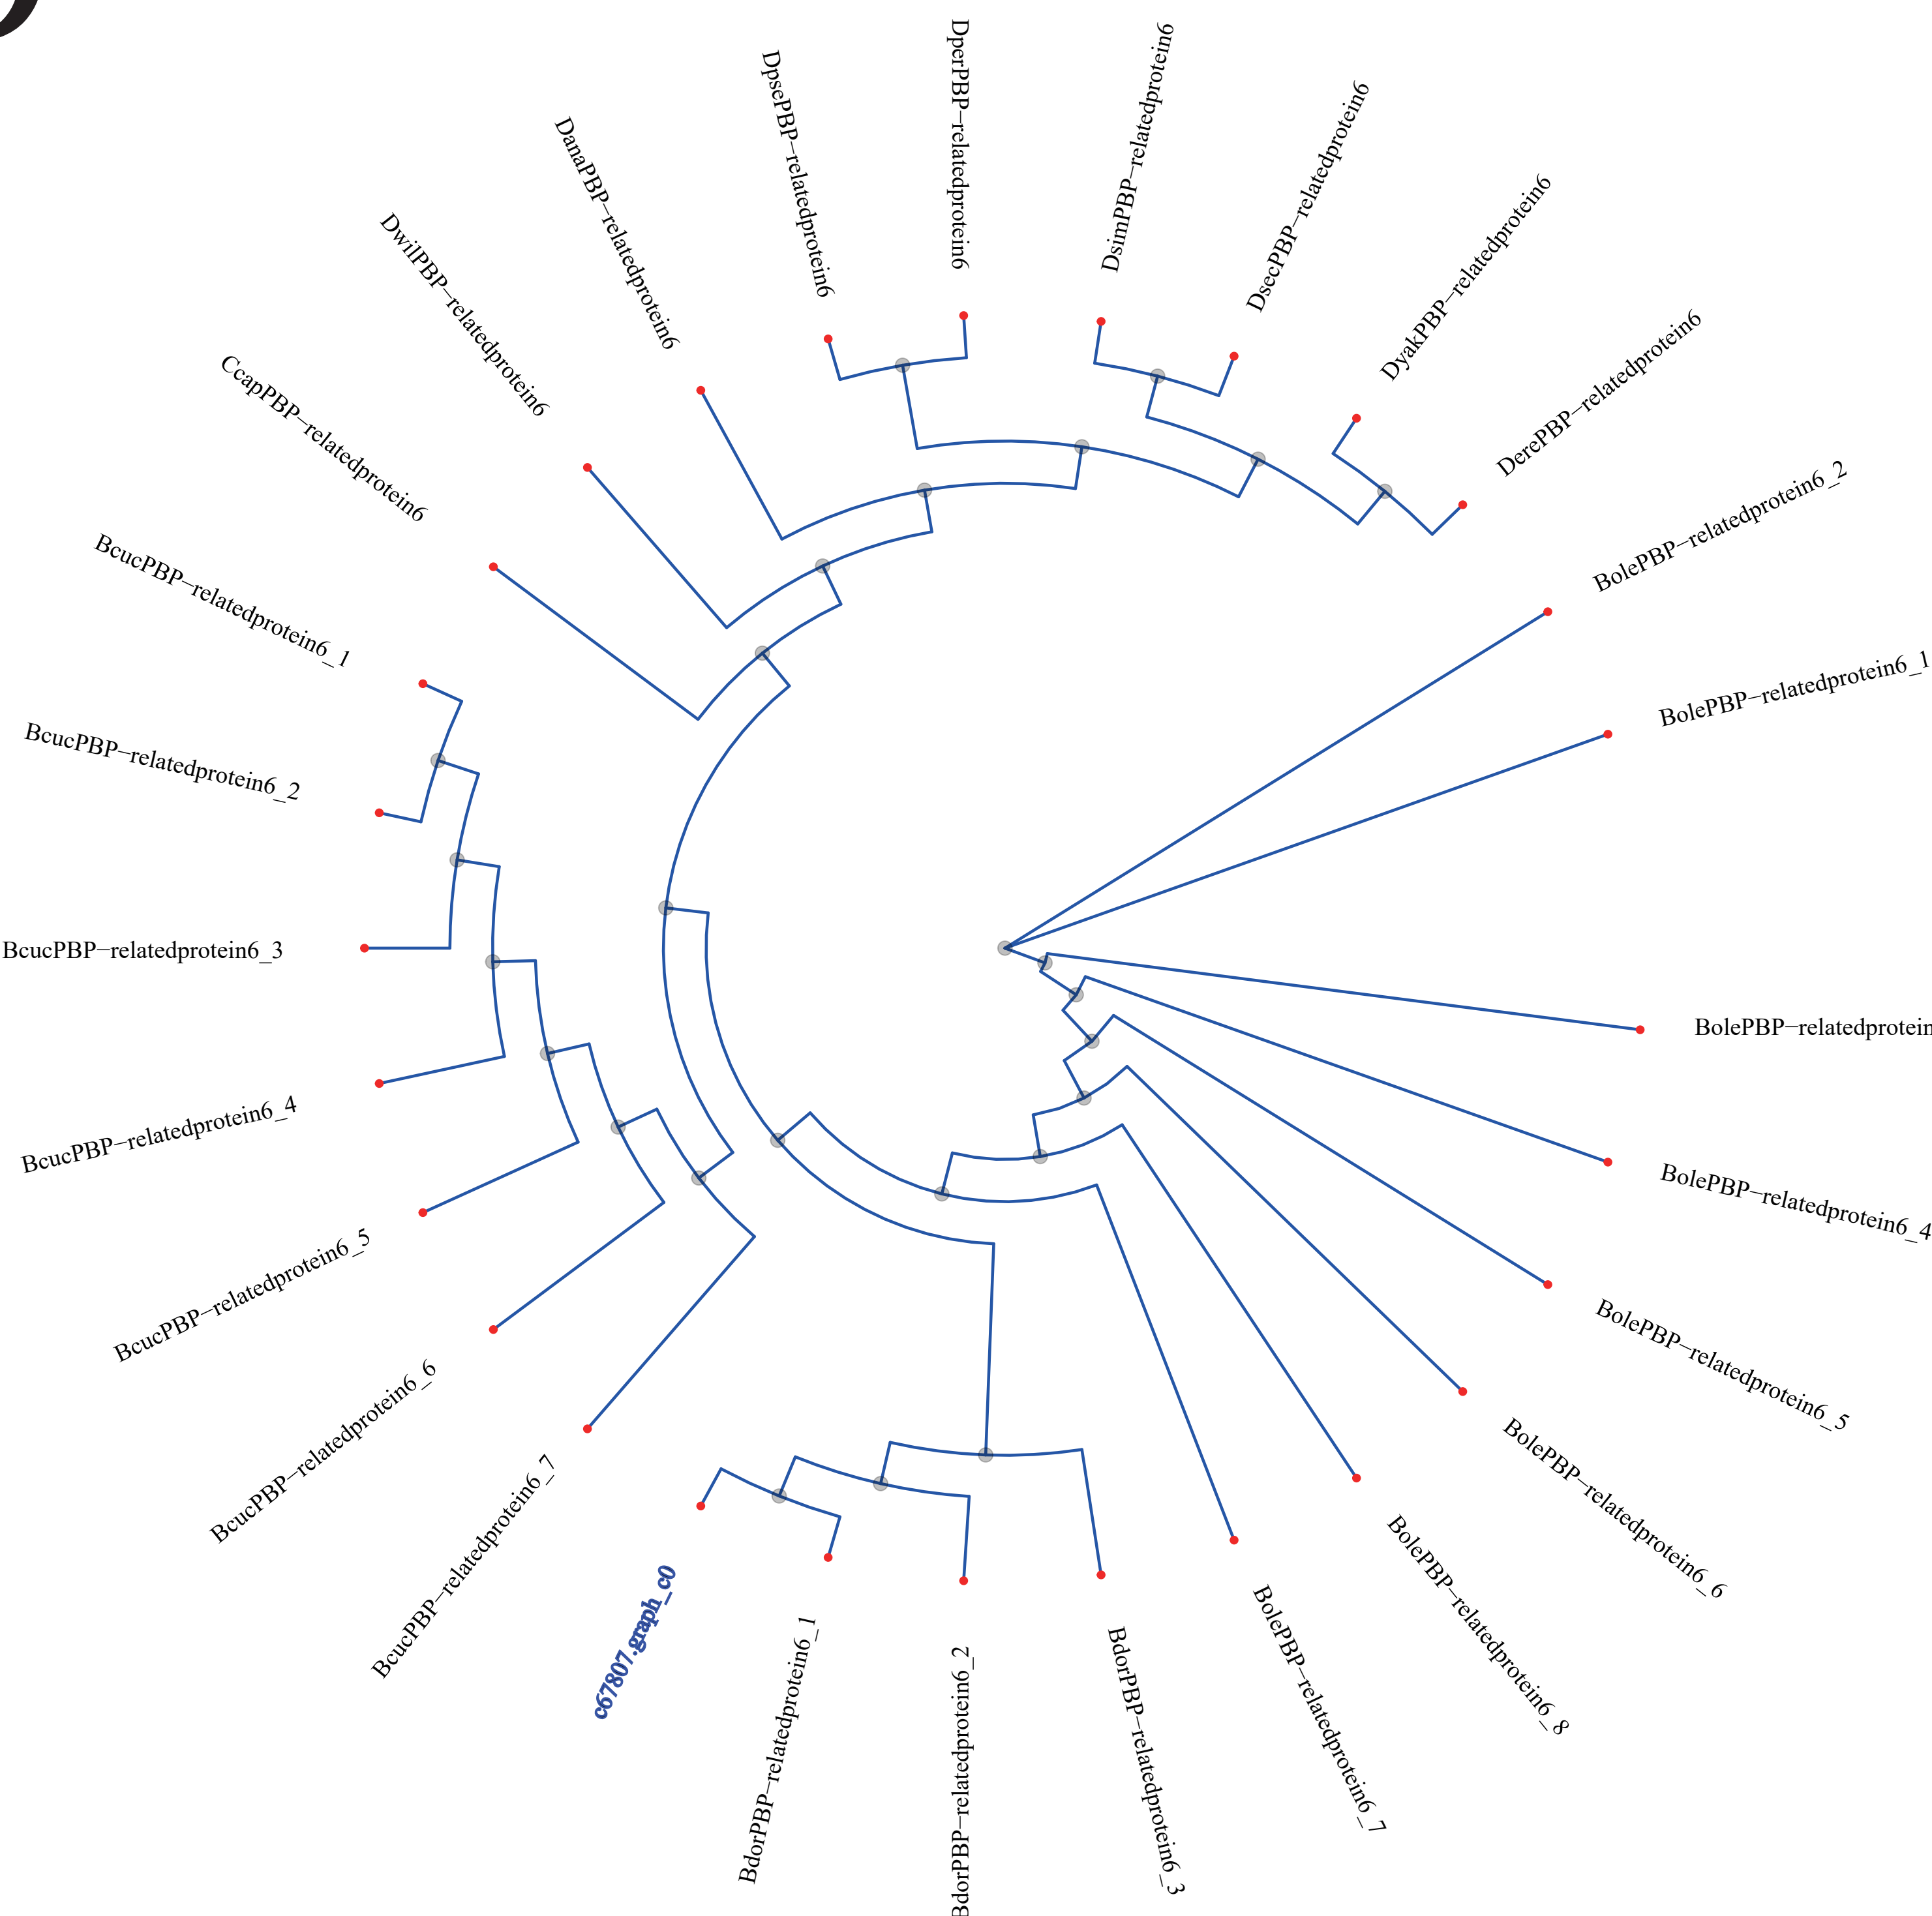 DperPBP−relatedprotein6
DsimPBP−relatedprotein6
DsecPBP−relatedprotein6
DyakPBP−relatedprotein6
DerePBP−relatedprotein6
BolePBP−relatedprotein6_2
BolePBP−relatedprotein6_1
BolePBP−relatedprotein
BolePBP−relatedprotein6_4
BolePBP−relatedprotein6_5
BolePBP−relatedprotein6_6
BolePBP−relatedprotein6_8
BolePBP−relatedprotein6_7
BdorPBP−relatedprotein6_3
BdorPBP−relatedprotein6_2
BdorPBP−relatedprotein6_1
c67807.graph_c0
BcucPBP−relatedprotein6_7
BcucPBP−relatedprotein6_6
BcucPBP−relatedprotein6_5
BcucPBP−relatedprotein6_4
BcucPBP−relatedprotein6_3
BcucPBP−relatedprotein6_2
BcucPBP−relatedprotein6_1
CcapPBP−relatedprotein6
DwilPBP−relatedprotein6
DanaPBP−relatedprotein6
DpsePBP−relatedprotein6